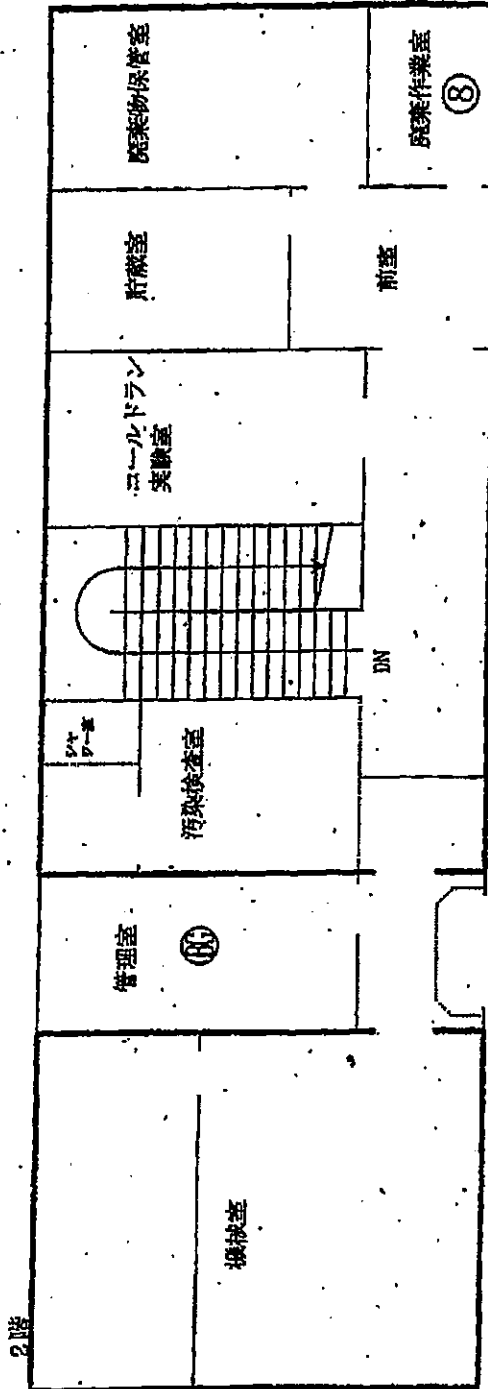 2階
機械室
管理室
BG
汚染検査室
シャ
ワー室
DN
コールドラン
実験室
貯蔵室
前室
廃棄物保管室
廃棄作業室
⑧